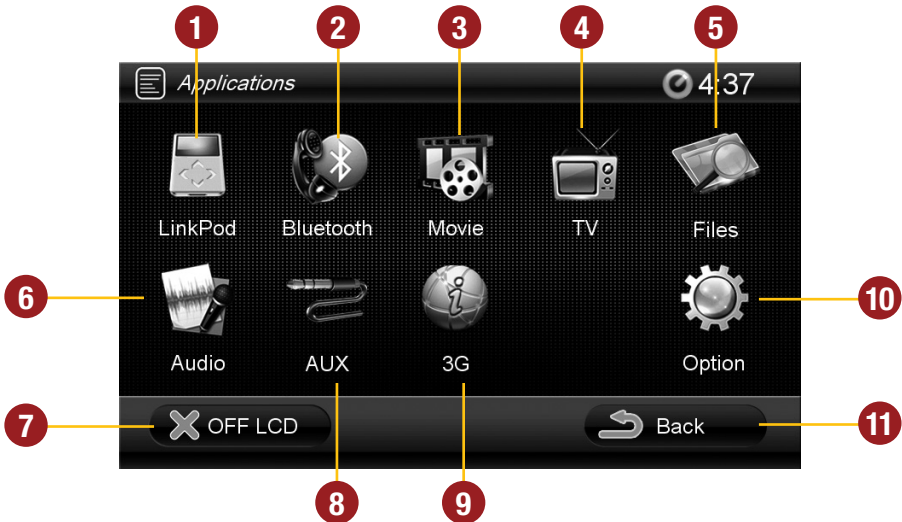 1 2 3 4 5
Applications 4:37
LinkPod Bluetooth Movie TV Files
6
Audio AUX 3G Option
10
7 OFF LCD Back 11
8 9